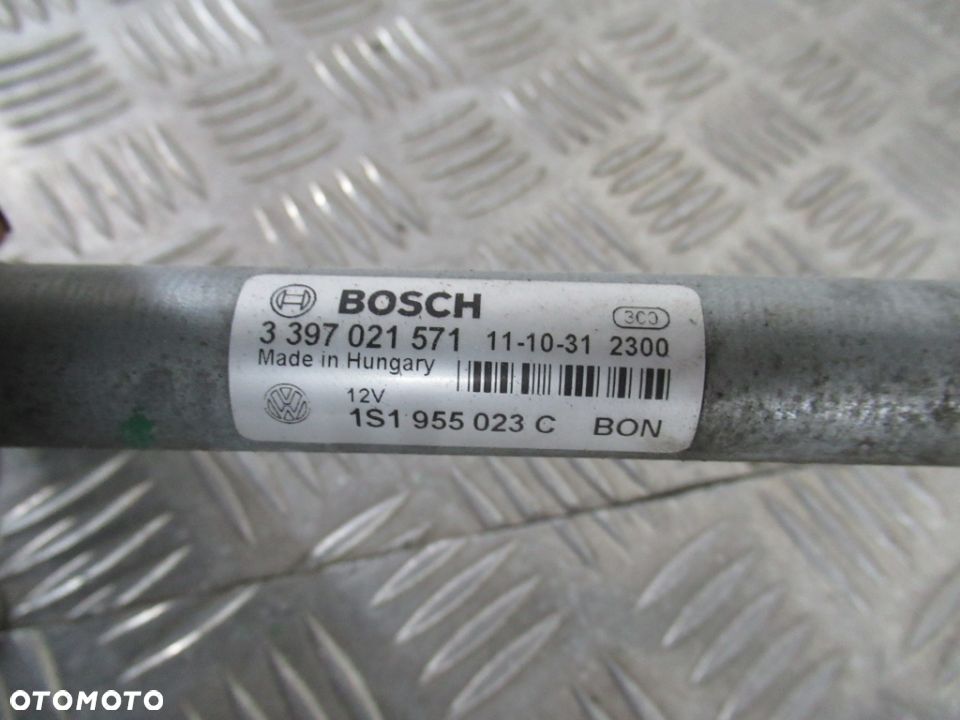 BOSCH
3 397 021 571 11-10-31 2300
Made in Hungary
12V
1S1 955 023 C BON
OTOMOTO